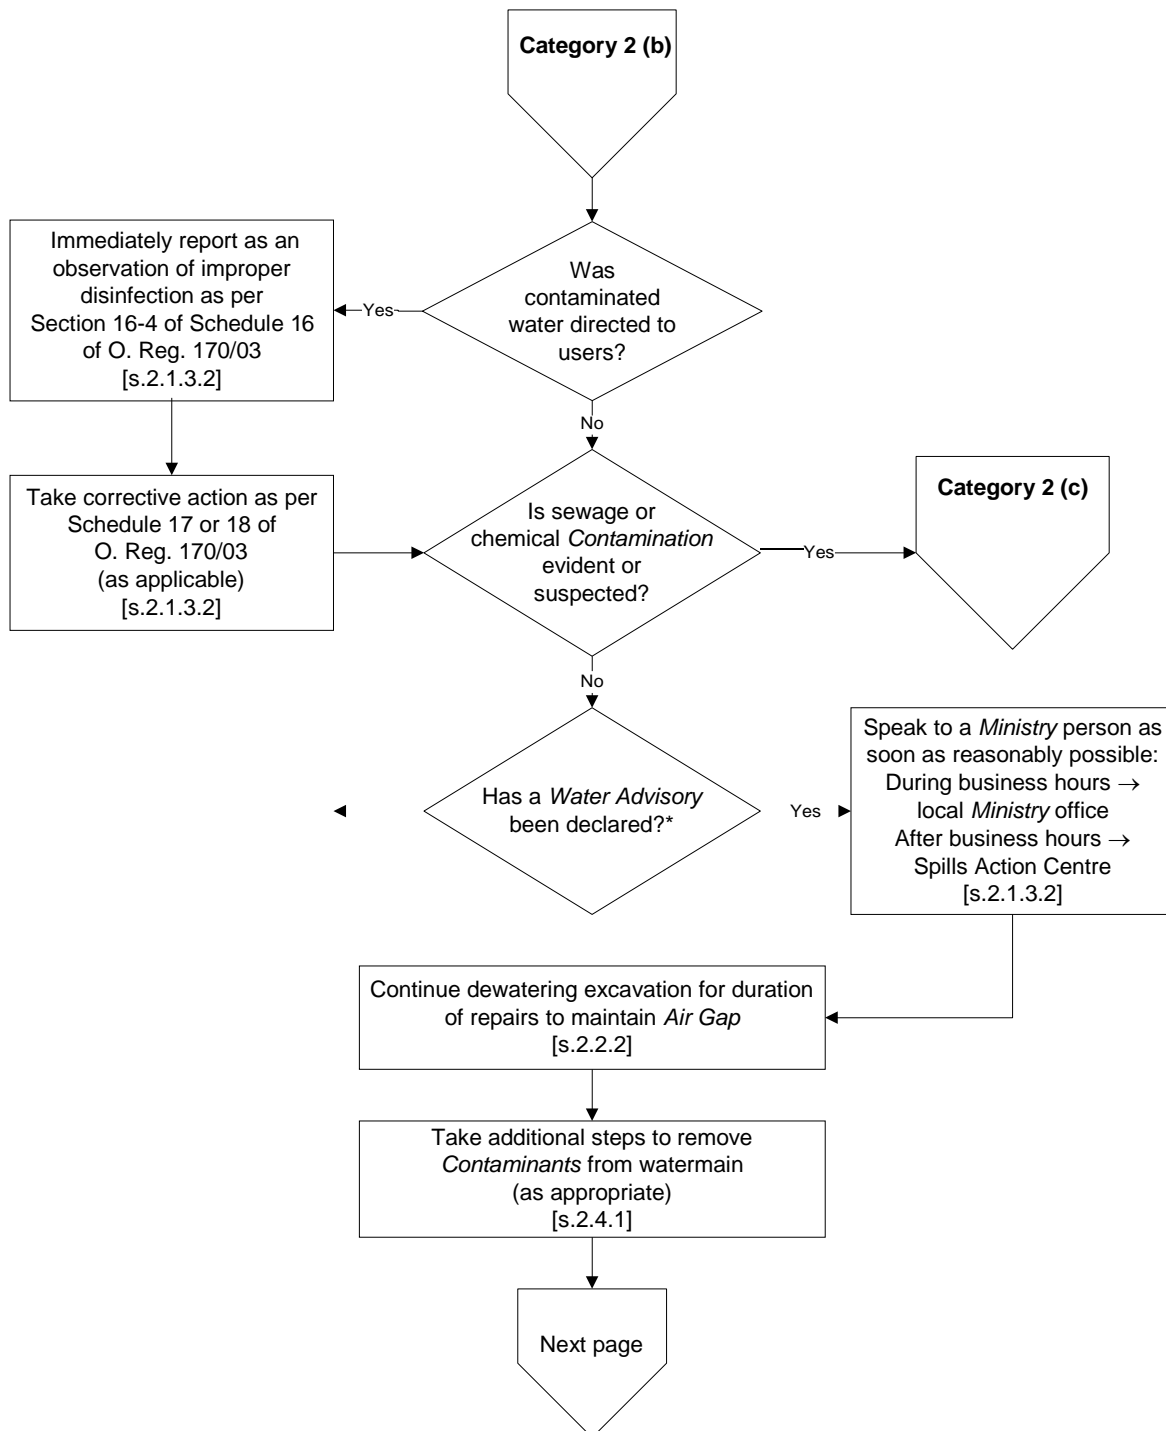 Category 2 (b)
Immediately report as an
observation of improper
disinfection as per
Section 16-4 of Schedule 16
of O. Reg. 170/03
[s.2.1.3.2]
Yes
Was
contaminated
water directed to
users?
No
Take corrective action as per
Schedule 17 or 18 of
O. Reg. 170/03
(as applicable)
[s.2.1.3.2]
Is sewage or
chemical Contamination
evident or
suspected?
Yes
Category 2 (c)
No
Has a Water Advisory
been declared?*
Yes
Speak to a Ministry person as
soon as reasonably possible:
During business hours →
local Ministry office
After business hours →
Spills Action Centre
[s.2.1.3.2]
Continue dewatering excavation for duration
of repairs to maintain Air Gap
[s.2.2.2]
Take additional steps to remove
Contaminants from watermain
(as appropriate)
[s.2.4.1]
Next page